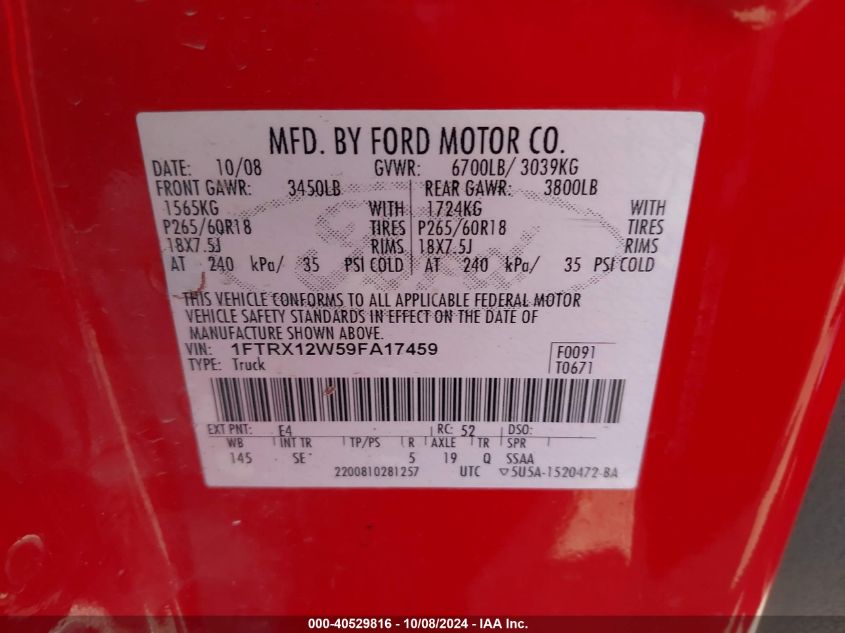 MFD. BY FORD MOTOR CO.
DATE: 10/08 GVWR: 6700LB/ 3039KG
FRONT GAWR: 3450LB REAR GAWR: 3800LB
1565KG WITH 1724KG WITH
P265/60R18 TIRES P265/60R18 TIRES
18X7.5J RIMS 18X7.5J RIMS
AT 240 kPa/ 35 PSI COLD AT 240 kPa/ 35 PSI COLD
THIS VEHICLE CONFORMS TO ALL APPLICABLE FEDERAL MOTOR
VEHICLE SAFETY STANDARDS IN EFFECT ON THE DATE OF
MANUFACTURE SHOWN ABOVE.
VIN: 1FTRX12W59FA17459 F0091
TYPE: Truck T0671
EXT PNT: E4 RC: 52 DSO:
WB INT TR TP/PS R AXLE TR SPR
145 SE* 5 19 Q SSAA
2200810281257 UTC ▽5U5A-1520472-BA
000-40529816 - 10/08/2024 - IAA Inc.